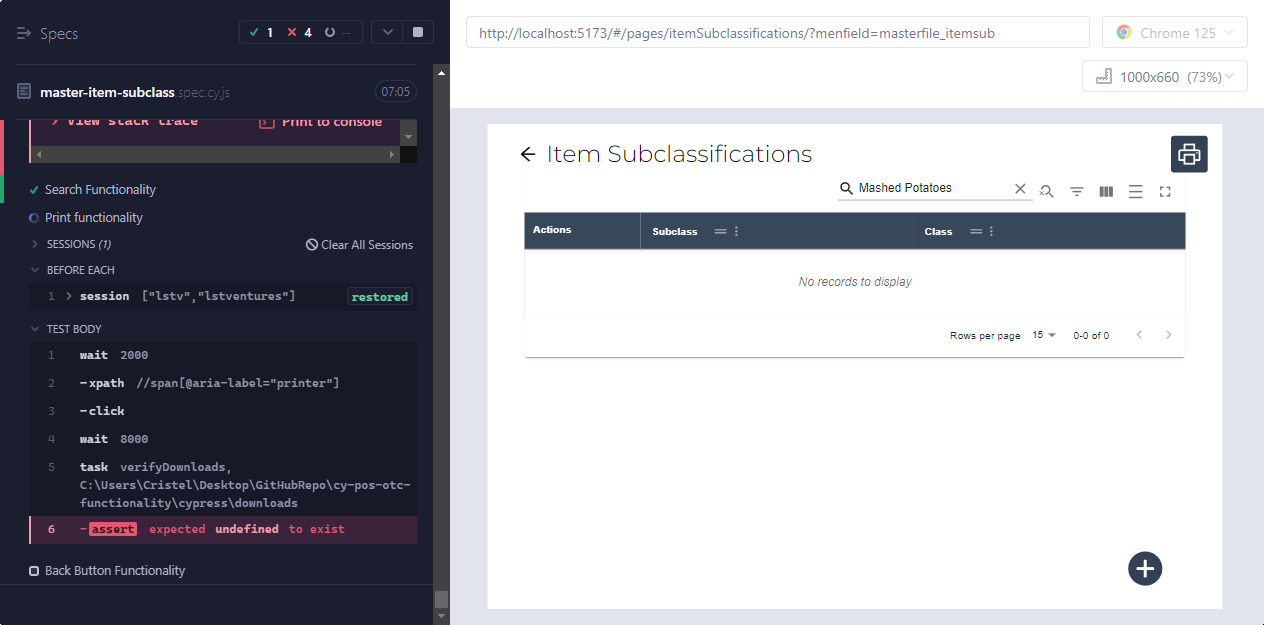 Specs
1 4 --
master-item-subclass.spec.cy.js 07:05
View stack trace Print to console
Search Functionality
Print functionality
SESSIONS (1) Clear All Sessions
BEFORE EACH
1 session ["lstv","lstventures"] restored
TEST BODY
1 wait 2000
2 -xpath //span[@aria-label="printer"]
3 -click
4 wait 8000
5 task verifyDownloads,
C:\Users\Cristel\Desktop\GitHubRepo\cy-pos-otc-
functionality\cypress\downloads
6 -assert expected undefined to exist
Back Button Functionality
http://localhost:5173/#/pages/itemSubclassifications/?menfield=masterfile_itemsub
Chrome 125
1000x660 (73%)
Item Subclassifications
Mashed Potatoes
Actions Subclass Class
No records to display
Rows per page 15 0-0 of 0